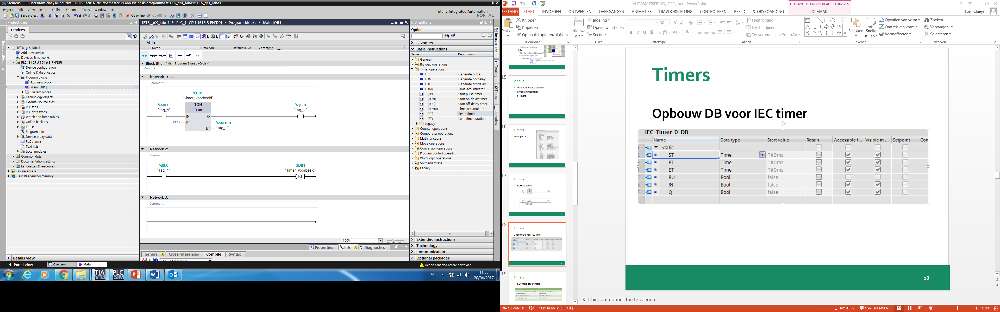 Siemens - C:\Users\tom.claeys\OneDrive - ODISEE\2016-2017\Semester 2\Labo Plc basis\programma's\1ET6_grX_labo1\1ET6_grX_labo1
Project Edit View Insert Online Options Tools Window Help
Totally Integrated Automation
PORTAL
Save project Go online Go offline
Project tree
1ET6_grX_labo1 PLC_1 [CPU 1516-3 PN/DP] Program blocks Main [OB1]
Devices
PLC programming
1ET6_grX_labo1
Add new device
Devices & networks
PLC_1 [CPU 1516-3 PN/DP]
Device configuration
Online & diagnostics
Program blocks
Add new block
Main [OB1]
System blocks
Technology objects
External source files
PLC tags
PLC data types
Watch and force tables
Online backups
Traces
Program info
Device proxy data
PLC alarms
Text lists
Local modules
Common data
Documentation settings
Languages & resources
Online access
Card Reader/USB memory
Details view
Main
Name Data type Default value Comment
Block title: "Main Program Sweep (Cycle)"
Comment
Network 1:
Comment
%DB1
"Timer_voorbeeld"
%M0.0
"Tag_5"
TON
Time
%Q0.0
"Tag_2"
IN Q
T#5s PT
ET
%MD100
"Tag_3"
Network 2:
Comment
%I0.0
"Tag_1"
%DB1
"Timer_voorbeeld"
RT
Network 3:
Comment
100%
Properties Info Diagnostics
General Cross-references Compile Syntax
Instructions
Options
Favorites
Basic instructions
Name Description
General
Bit logic operations
Timer operations
TP Generate pulse
TON Generate on-delay
TOF Generate off-delay
TONR Time accumulator
--(TP)-- Start pulse timer
--(TON)-- Start on-delay timer
--(TOF)-- Start off-delay timer
--(TONR)-- Time accumulator
--(RT)-- Reset timer
--(PT)-- Load time duration
Legacy
Counter operations
Comparator operations
Math functions
Move operations
Conversion operations
Program control operati...
Word logic operations
Shift and rotate
Legacy
Extended instructions
Technology
Communication
Optional packages
Instructions
Testing
Tasks
Libraries
Portal view Overview Main
Action canceled before download.
NL
11:33
20/04/2017
AUTOMATISERING_LES3.pptx - PowerPoint
HULPMIDDELEN VOOR AFBEELDINGEN
BESTAND START INVOEGEN ONTWERPEN OVERGANGEN ANIMATIES DIAVOORSTELLING CONTROLEREN BEELD STORYBOARDING OPMAAK
Tom Claeys
Plakken
Knippen
Kopiëren
Opmaak kopiëren/plakken
Klembord
Nieuwe dia
Indeling
Opnieuw instellen
Sectie
Dia's
30
Lettertype
Tekstrichting
Tekst uitlijnen
Converteren naar SmartArt
Alinea
Schikken
Snelle stijlen
Opvullen van vorm
Omtrek van vorm
Vormeffecten
Tekenen
Zoeken
Vervangen
Selecteren
Bewerken
SCL
15
Inhoud
7 Programmeerstructuren
8 Programmeertalen
9 Timers
16
Timers
In TIA portal
17
Timers
IEC⇔S5-timers
18
Timers
Opbouw DB voor IEC timer
19
Timers
IEC timers ⇔S5-timers
Timers
Opbouw DB voor IEC timer
IEC_Timer_0_DB
Name Data type Start value Retain Accessible f... Visible in ... Setpoint Con
1 Static
2 ST Time T#0ms
3 PT Time T#0ms
4 ET Time T#0ms
5 RU Bool false
6 IN Bool false
7 Q Bool false
18
Klik hier om notities toe te voegen
DIA 18 VAN 30 NEDERLANDS (BELGIË) NOTITIES OPMERKINGEN 103%